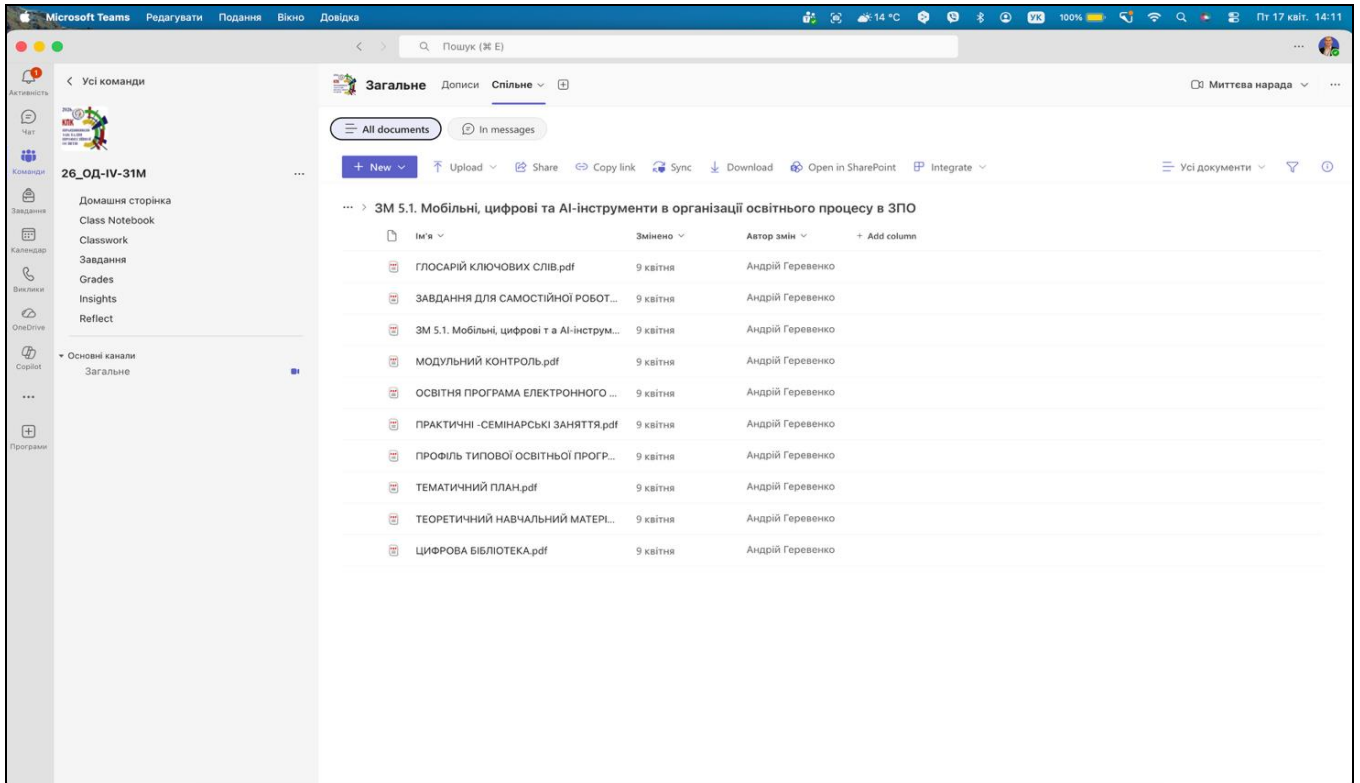 Microsoft Teams Редагувати Подання Вікно Довідка 14 °C УК 100% Пт 17 квіт. 14:11
Пошук (⌘ E)
Активність
Чат
Команди
Завдання
Календар
Виклики
OneDrive
Copilot
Програми
1
Усі команди
КПК
26_ОД-IV-31М
Домашня сторінка
Class Notebook
Classwork
Завдання
Grades
Insights
Reflect
Основні канали
Загальне
Загальне Дописи Спільне Миттєва нарада
All documents In messages
+ New Upload Share Copy link Sync Download Open in SharePoint Integrate Усі документи
... > ЗМ 5.1. Мобільні, цифрові та АІ-інструменти в організації освітнього процесу в ЗПО
Ім'я Змінено Автор змін + Add column
ГЛОСАРІЙ КЛЮЧОВИХ СЛІВ.pdf 9 квітня Андрій Геревенко
ЗАВДАННЯ ДЛЯ САМОСТІЙНОЇ РОБОТ... 9 квітня Андрій Геревенко
ЗМ 5.1. Мобільні, цифрові т а АІ-інструм... 9 квітня Андрій Геревенко
МОДУЛЬНИЙ КОНТРОЛЬ.pdf 9 квітня Андрій Геревенко
ОСВІТНЯ ПРОГРАМА ЕЛЕКТРОННОГО ... 9 квітня Андрій Геревенко
ПРАКТИЧНІ -СЕМІНАРСЬКІ ЗАНЯТТЯ.pdf 9 квітня Андрій Геревенко
ПРОФІЛЬ ТИПОВОЇ ОСВІТНЬОЇ ПРОГР... 9 квітня Андрій Геревенко
ТЕМАТИЧНИЙ ПЛАН.pdf 9 квітня Андрій Геревенко
ТЕОРЕТИЧНИЙ НАВЧАЛЬНИЙ МАТЕРІ... 9 квітня Андрій Геревенко
ЦИФРОВА БІБЛІОТЕКА.pdf 9 квітня Андрій Геревенко